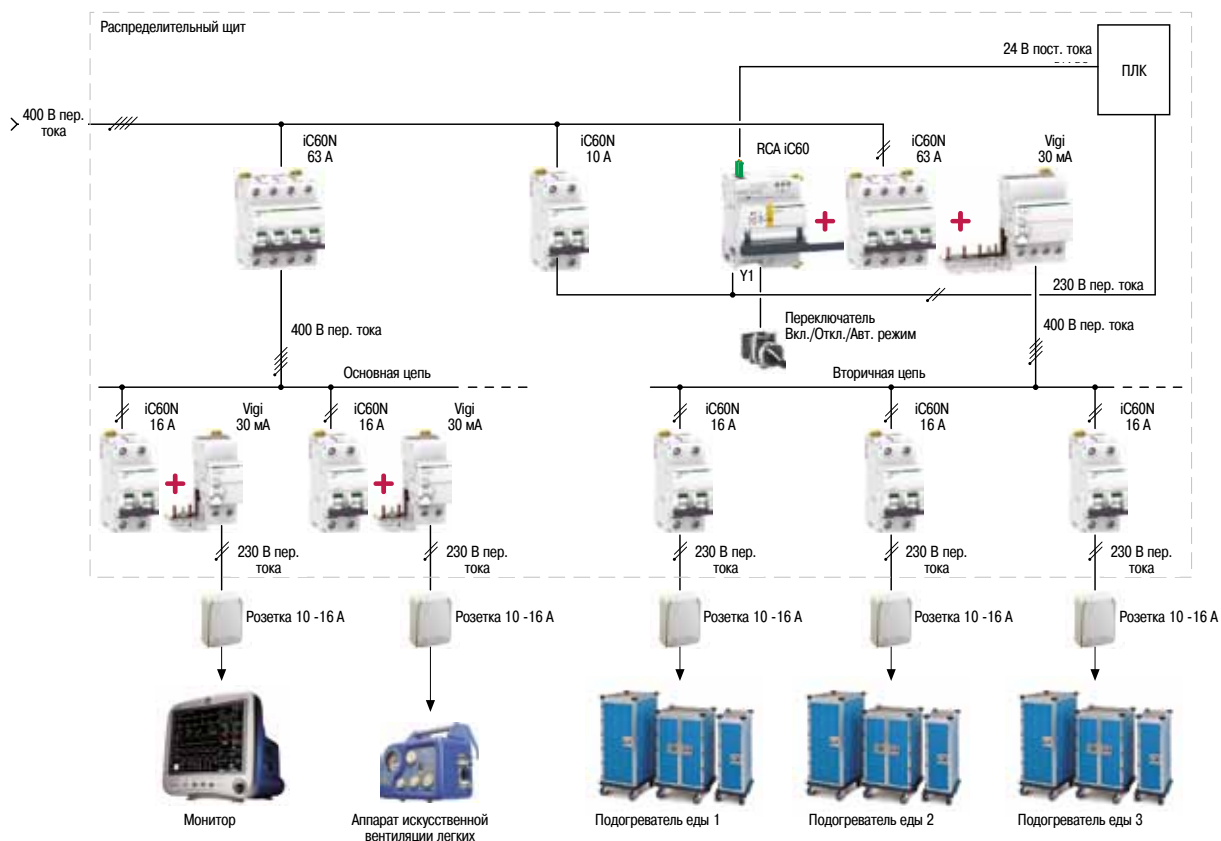 Распределительный щит
24 В пост. тока
ПЛК
400 В пер.
тока
iC60N
63 А
iC60N
10 А
RCA iC60
iC60N
63 А
Vigi
30 мА
Y1
230 В пер. тока
Переключатель
Вкл./Откл./Авт. режим
400 В пер. тока
400 В пер. тока
Основная цепь
Вторичная цепь
iC60N
16 А
Vigi
30 мА
iC60N
16 А
Vigi
30 мА
iC60N
16 А
iC60N
16 А
iC60N
16 А
230 В пер.
тока
230 В пер.
тока
230 В пер.
тока
230 В пер.
тока
230 В пер.
тока
Розетка 10 -16 А
Розетка 10 -16 А
Розетка 10 -16 А
Розетка 10 -16 А
Розетка 10 -16 А
Монитор
Аппарат искусственной
вентиляции легких
Подогреватель еды 1
Подогреватель еды 2
Подогреватель еды 3